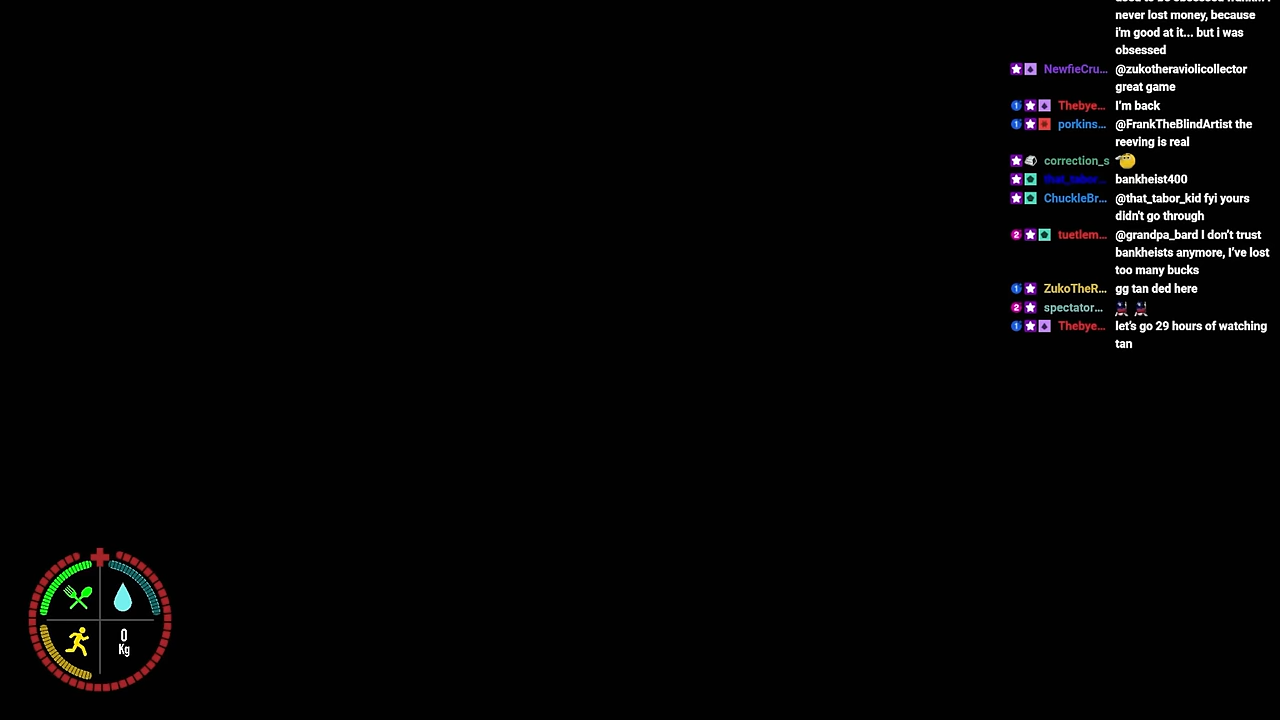 never lost money, because
i'm good at it... but i was
obsessed
NewfieCru... @zukotheraviolicollector
great game
Thebye... I'm back
porkins... @FrankTheBlindArtist the
reeving is real
correction_s
that_tabor... bankheist400
ChuckleBr... @that_tabor_kid fyi yours
didn't go through
tuetlem... @grandpa_bard I don't trust
bankheists anymore, I've lost
too many bucks
ZukoTheR... gg tan ded here
spectator...
Thebye... let's go 29 hours of watching
tan
0
Kg